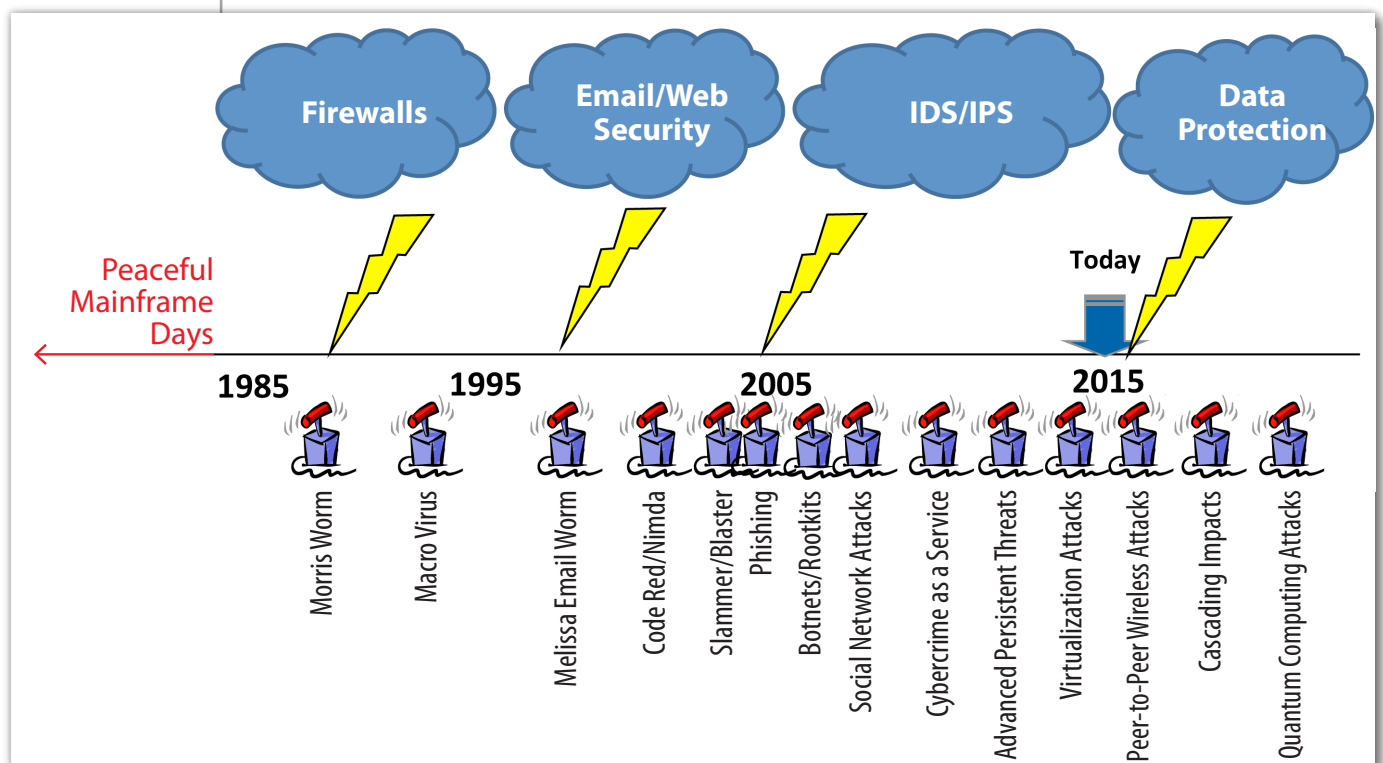 Firewalls
Email/Web
Security
IDS/IPS
Data
Protection
Peaceful
Mainframe
Days
Today
1985
1995
2005
2015
Morris Worm
Macro Virus
Melissa Email Worm
Code Red/Nimda
Slammer/Blaster
Phishing
Botnets/Rootkits
Social Network Attacks
Cybercrime as a Service
Advanced Persistent Threats
Virtualization Attacks
Peer-to-Peer Wireless Attacks
Cascading Impacts
Quantum Computing Attacks